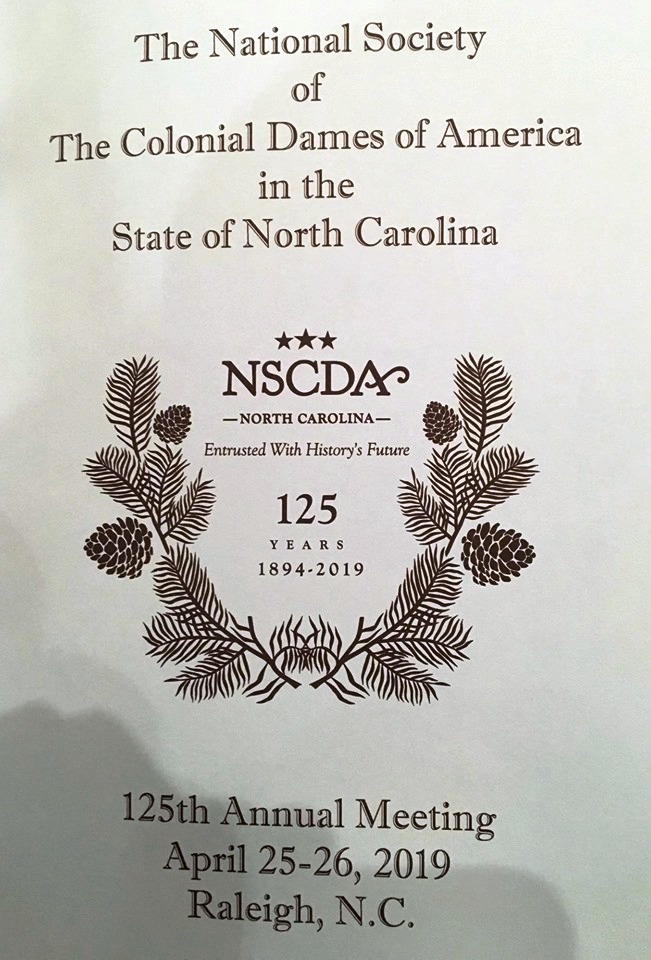 The National Society
of
The Colonial Dames of America
in the
State of North Carolina
NSCDA
—NORTH CAROLINA—
Entrusted With History's Future
125
YEARS
1894-2019
125th Annual Meeting
April 25-26, 2019
Raleigh, N.C.